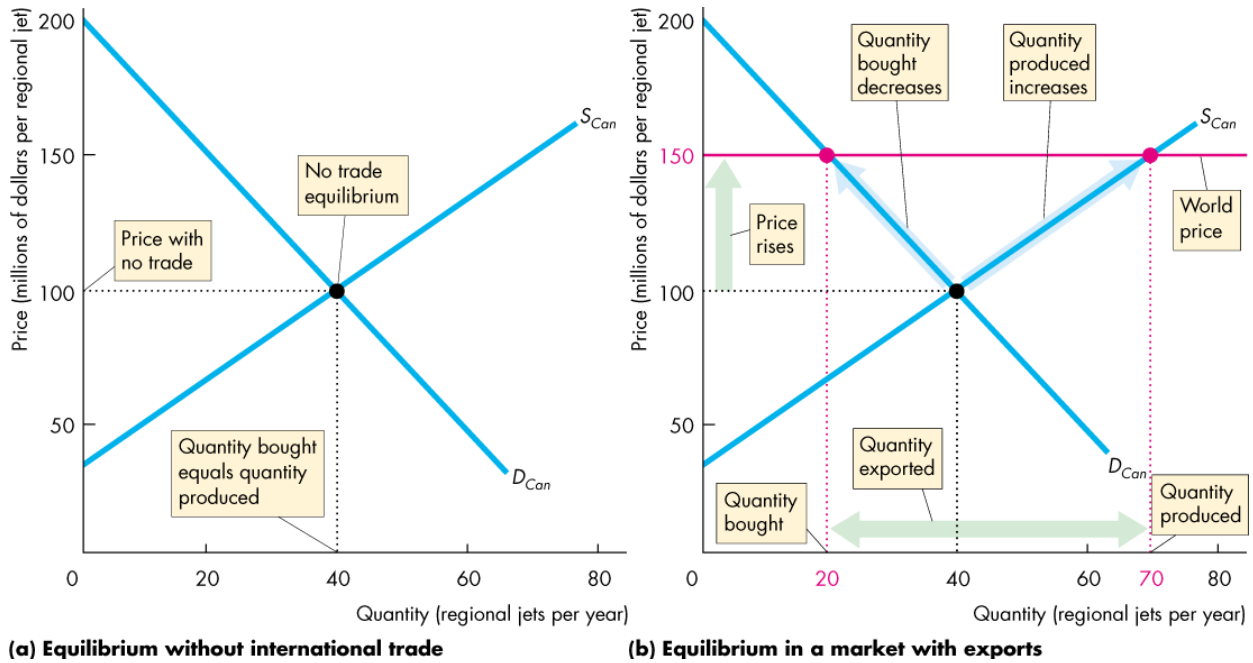 Price (millions of dollars per regional jet)
200
150
100
50
0
20
40
60
80
Quantity (regional jets per year)
S_Can
No trade
equilibrium
Price with
no trade
Quantity bought
equals quantity
produced
D_Can
(a) Equilibrium without international trade
Price (millions of dollars per regional jet)
200
150
100
50
0
20
40
60
70
80
Quantity (regional jets per year)
Quantity
bought
decreases
Quantity
produced
increases
S_Can
World
price
Price
rises
Quantity
exported
D_Can
Quantity
bought
Quantity
produced
(b) Equilibrium in a market with exports